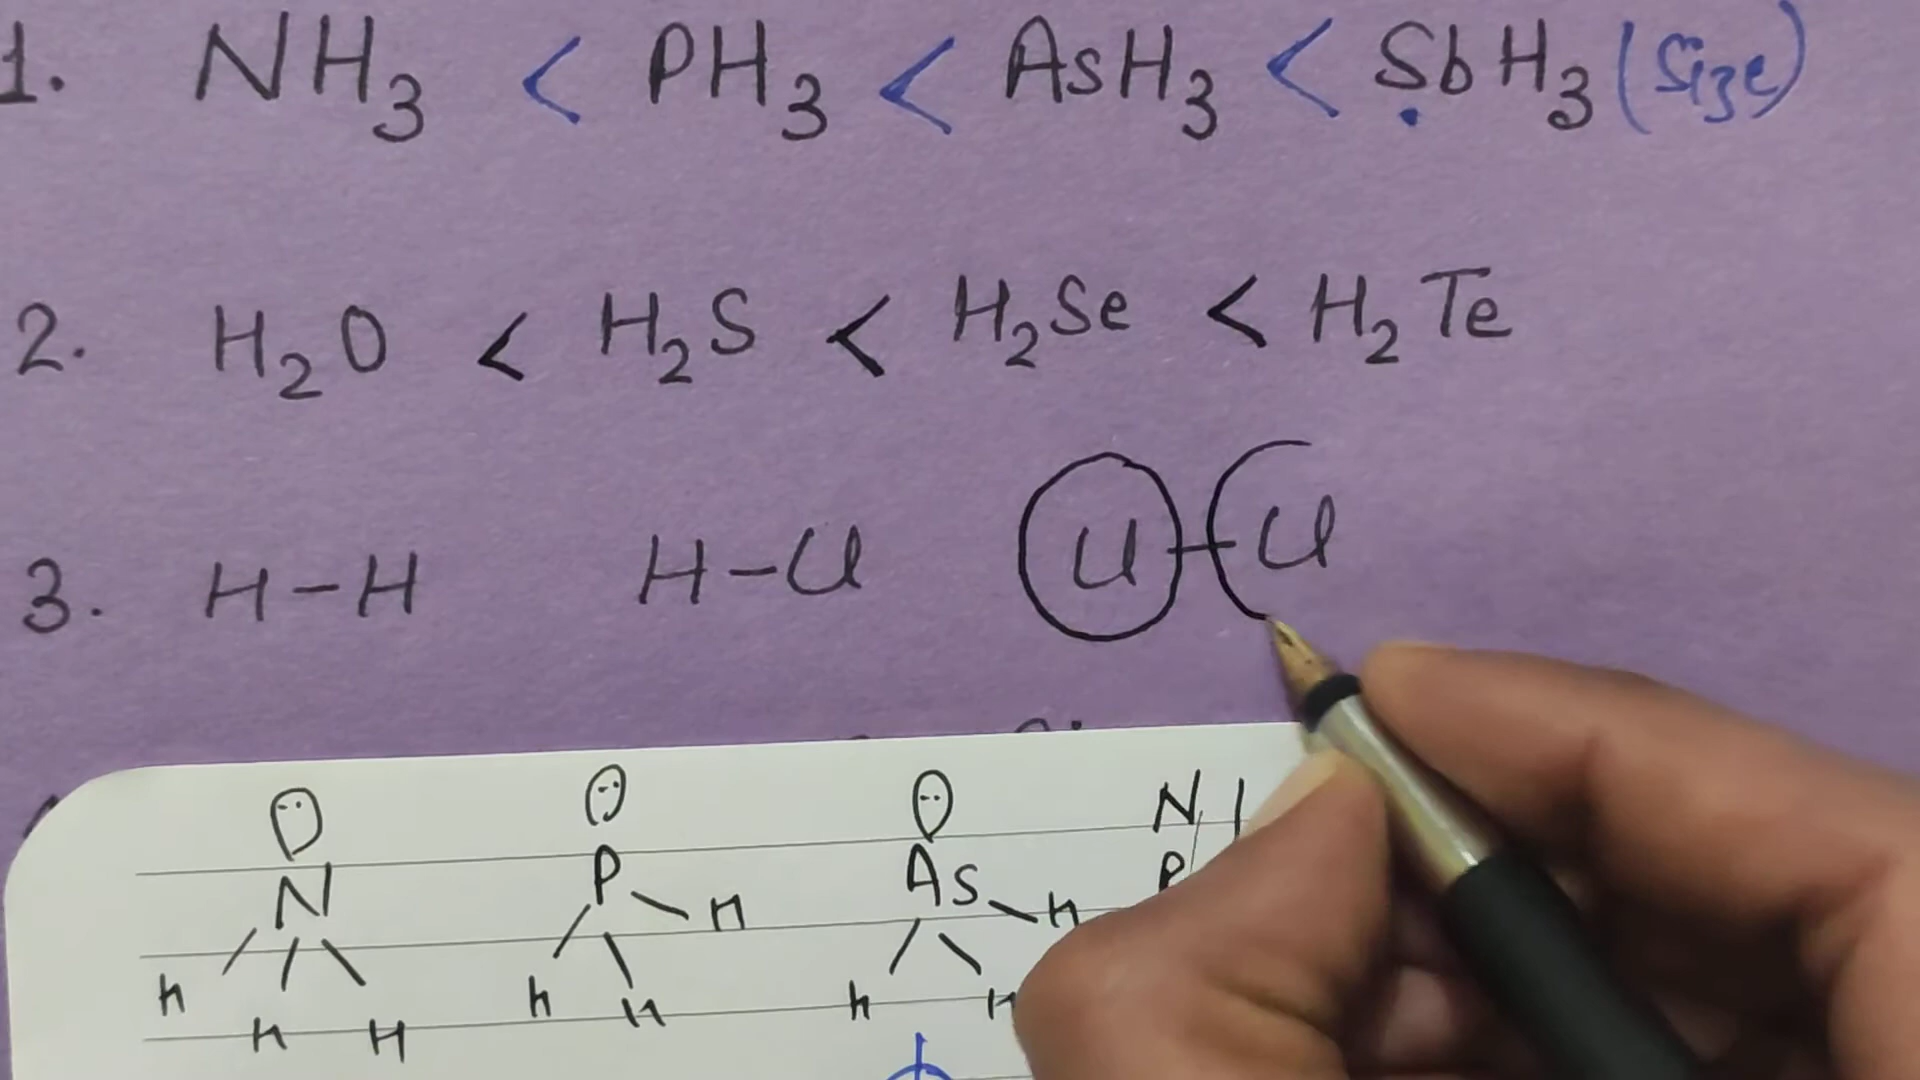 1. NH3 < PH3 < AsH3 < SbH3 (Size)
2. H2O < H2S < H2Se < H2Te
3. H-H H-Cl Cl-Cl
N P As N
H P
H H
H H H H H